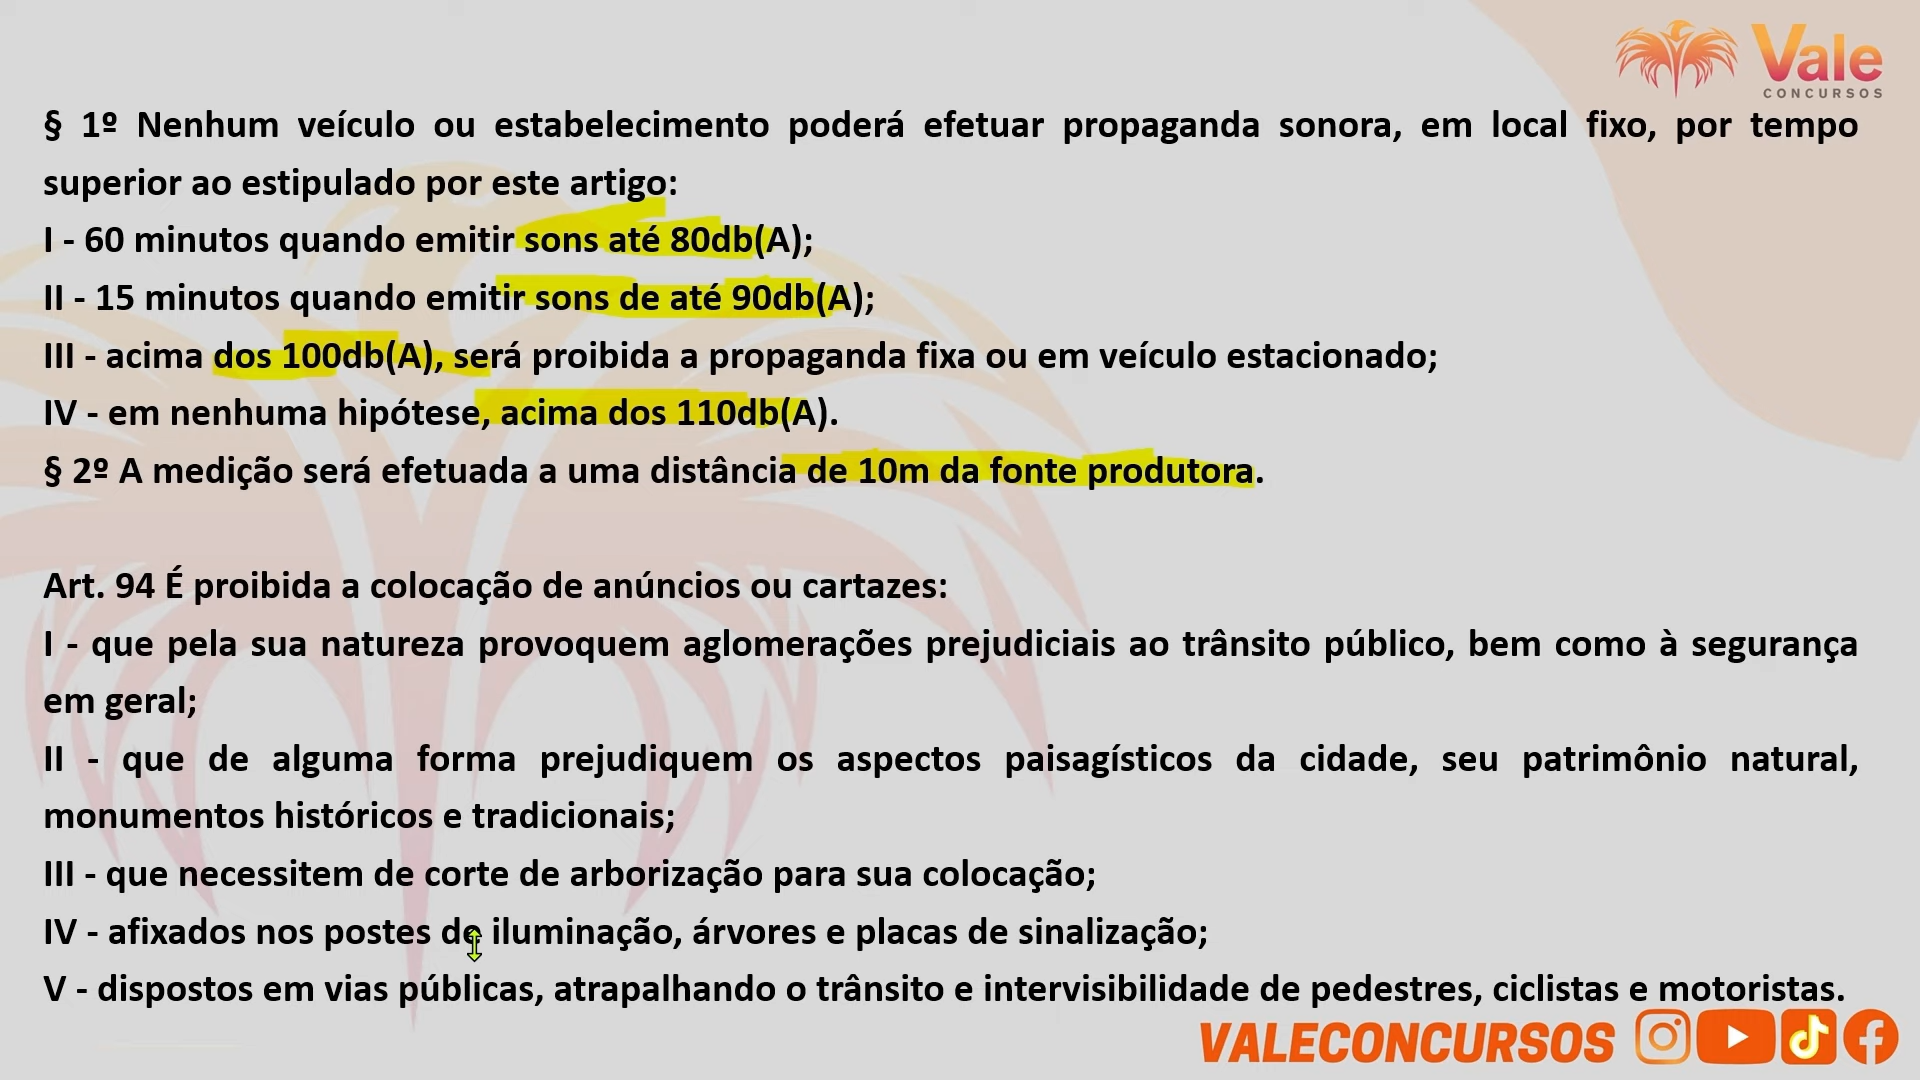 Vale
CONCURSOS
§ 1º Nenhum veículo ou estabelecimento poderá efetuar propaganda sonora, em local fixo, por tempo
superior ao estipulado por este artigo:
I - 60 minutos quando emitir sons até 80db(A);
II - 15 minutos quando emitir sons de até 90db(A);
III - acima dos 100db(A), será proibida a propaganda fixa ou em veículo estacionado;
IV - em nenhuma hipótese, acima dos 110db(A).
§ 2º A medição será efetuada a uma distância de 10m da fonte produtora.
Art. 94 É proibida a colocação de anúncios ou cartazes:
I - que pela sua natureza provoquem aglomerações prejudiciais ao trânsito público, bem como à segurança
em geral;
II - que de alguma forma prejudiquem os aspectos paisagísticos da cidade, seu patrimônio natural,
monumentos históricos e tradicionais;
III - que necessitem de corte de arborização para sua colocação;
IV - afixados nos postes de iluminação, árvores e placas de sinalização;
V - dispostos em vias públicas, atrapalhando o trânsito e intervisibilidade de pedestres, ciclistas e motoristas.
VALECONCURSOS